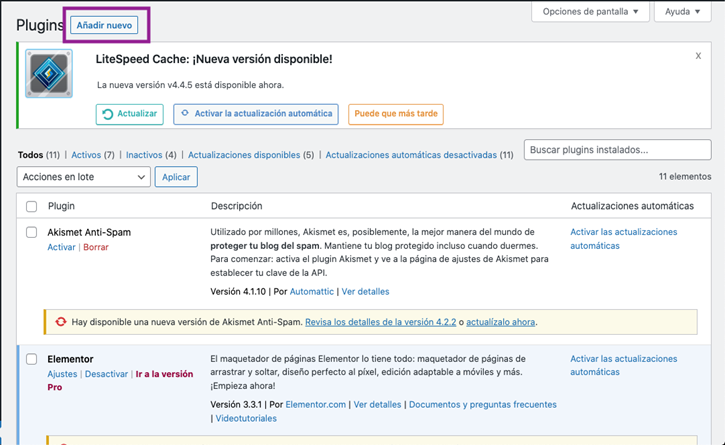 Opciones de pantalla ▼
Ayuda ▼
Plugins
Añadir nuevo
LiteSpeed Cache: ¡Nueva versión disponible!
X
La nueva versión v4.4.5 está disponible ahora.
Actualizar
Activar la actualización automática
Puede que más tarde
Todos (11) | Activos (7) | Inactivos (4) | Actualizaciones disponibles (5) | Actualizaciones automáticas desactivadas (11)
Buscar plugins instalados...
Acciones en lote
Aplicar
11 elementos
Plugin
Descripción
Actualizaciones automáticas
Akismet Anti-Spam
Activar | Borrar
Utilizado por millones, Akismet es, posiblemente, la mejor manera del mundo de
proteger tu blog del spam. Mantiene tu blog protegido incluso cuando duermes.
Para comenzar: activa el plugin Akismet y ve a la página de ajustes de Akismet para
establecer tu clave de la API.
Versión 4.1.10 | Por Automattic | Ver detalles
Activar las actualizaciones
automáticas
Hay disponible una nueva versión de Akismet Anti-Spam. Revisa los detalles de la versión 4.2.2 o actualízalo ahora.
Elementor
Ajustes | Desactivar | Ir a la versión
Pro
El maquetador de páginas Elementor lo tiene todo: maquetador de páginas de
arrastrar y soltar, diseño perfecto al píxel, edición adaptable a móviles y más.
¡Empieza ahora!
Versión 3.3.1 | Por Elementor.com | Ver detalles | Documentos y preguntas frecuentes
| Videotutoriales
Activar las actualizaciones
automáticas